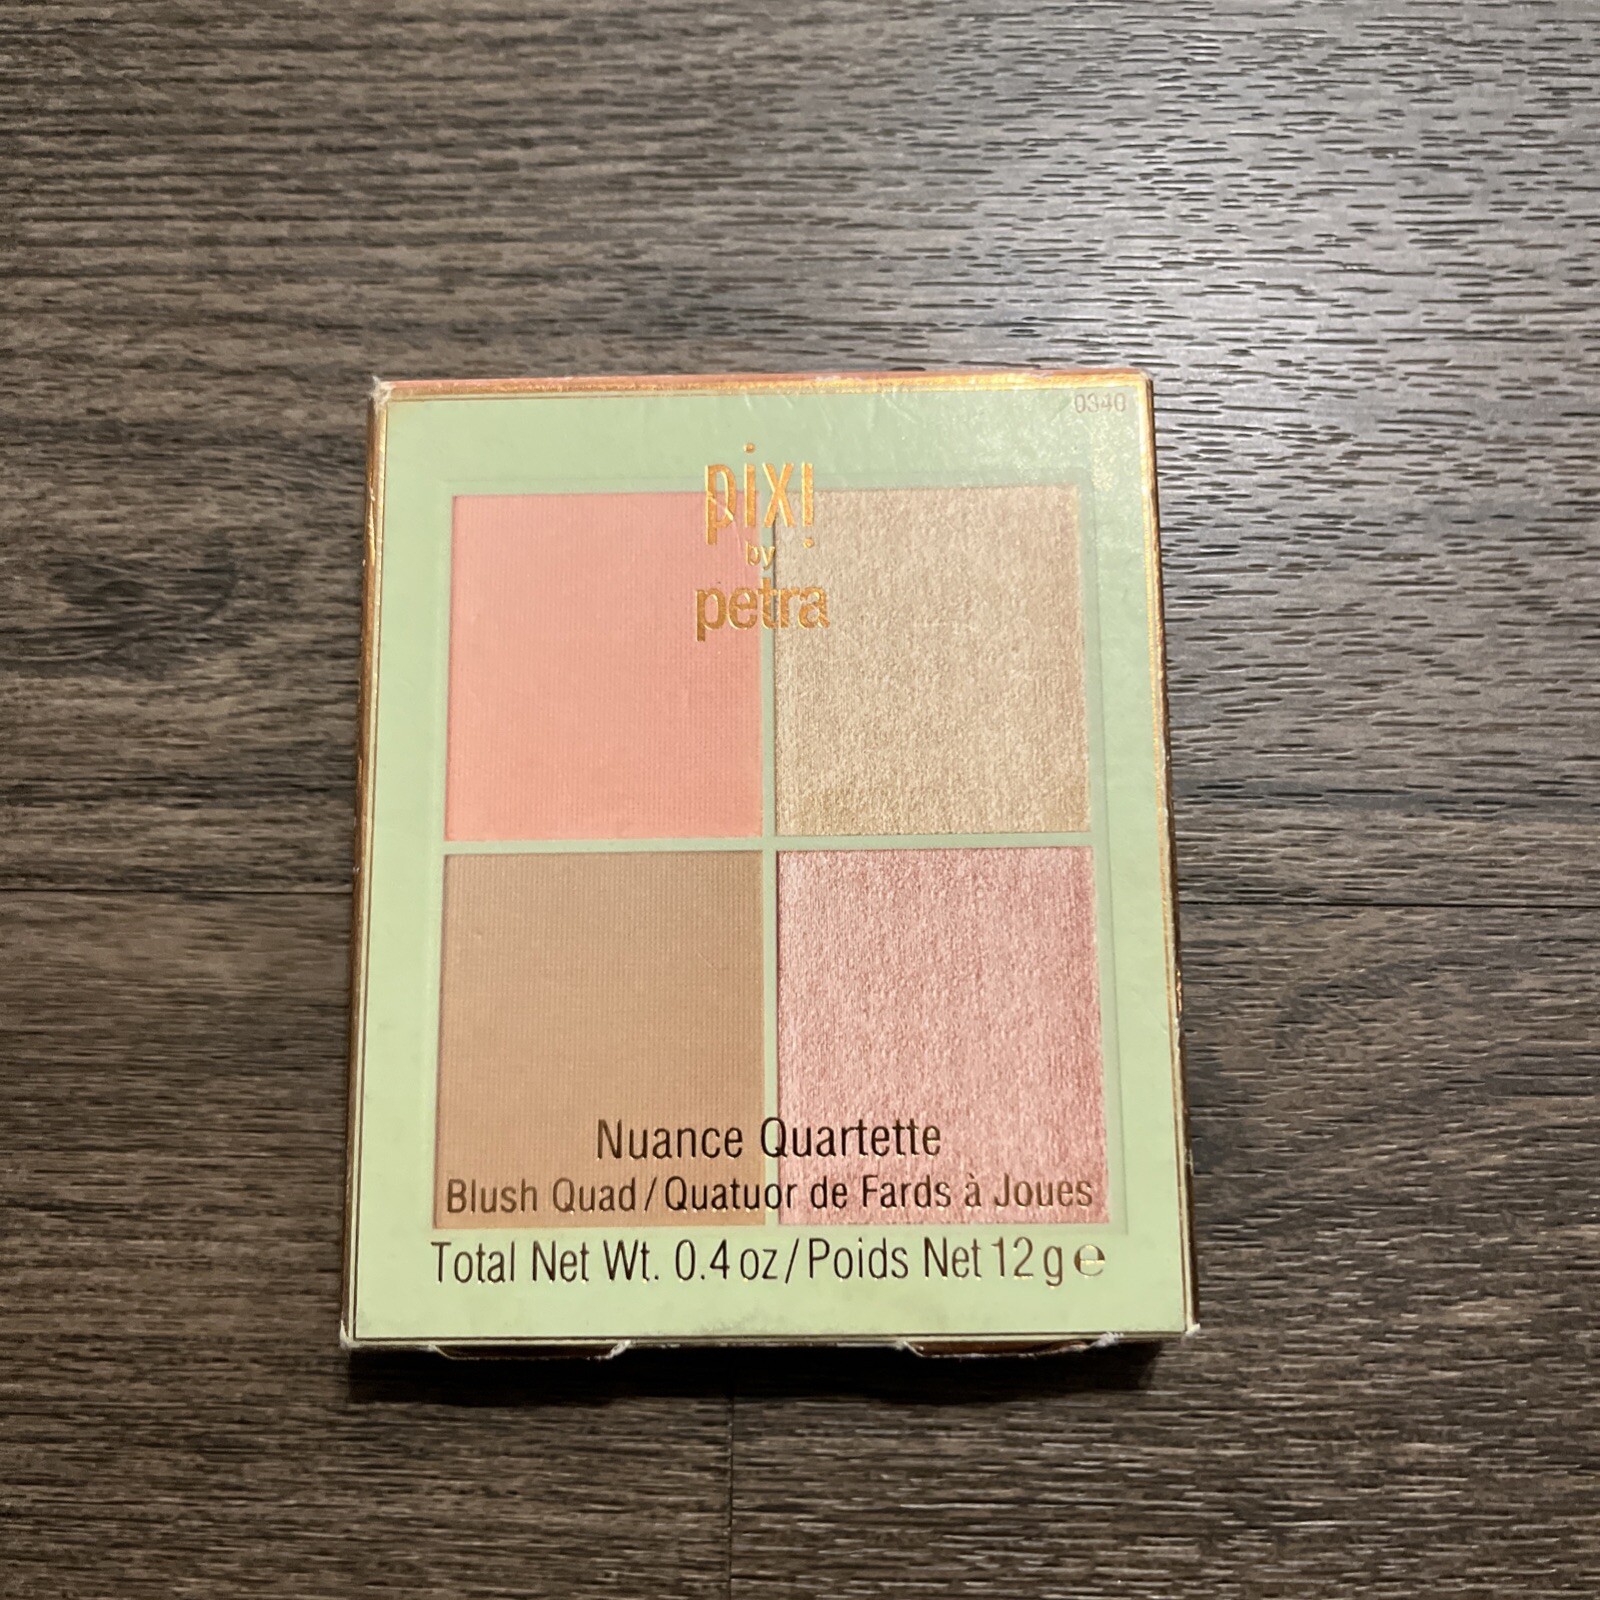 0340
pixi
by
petra
Nuance Quartette
Blush Quad / Quatuor de Fards à Joues
Total Net Wt. 0.4 oz / Poids Net 12 g e